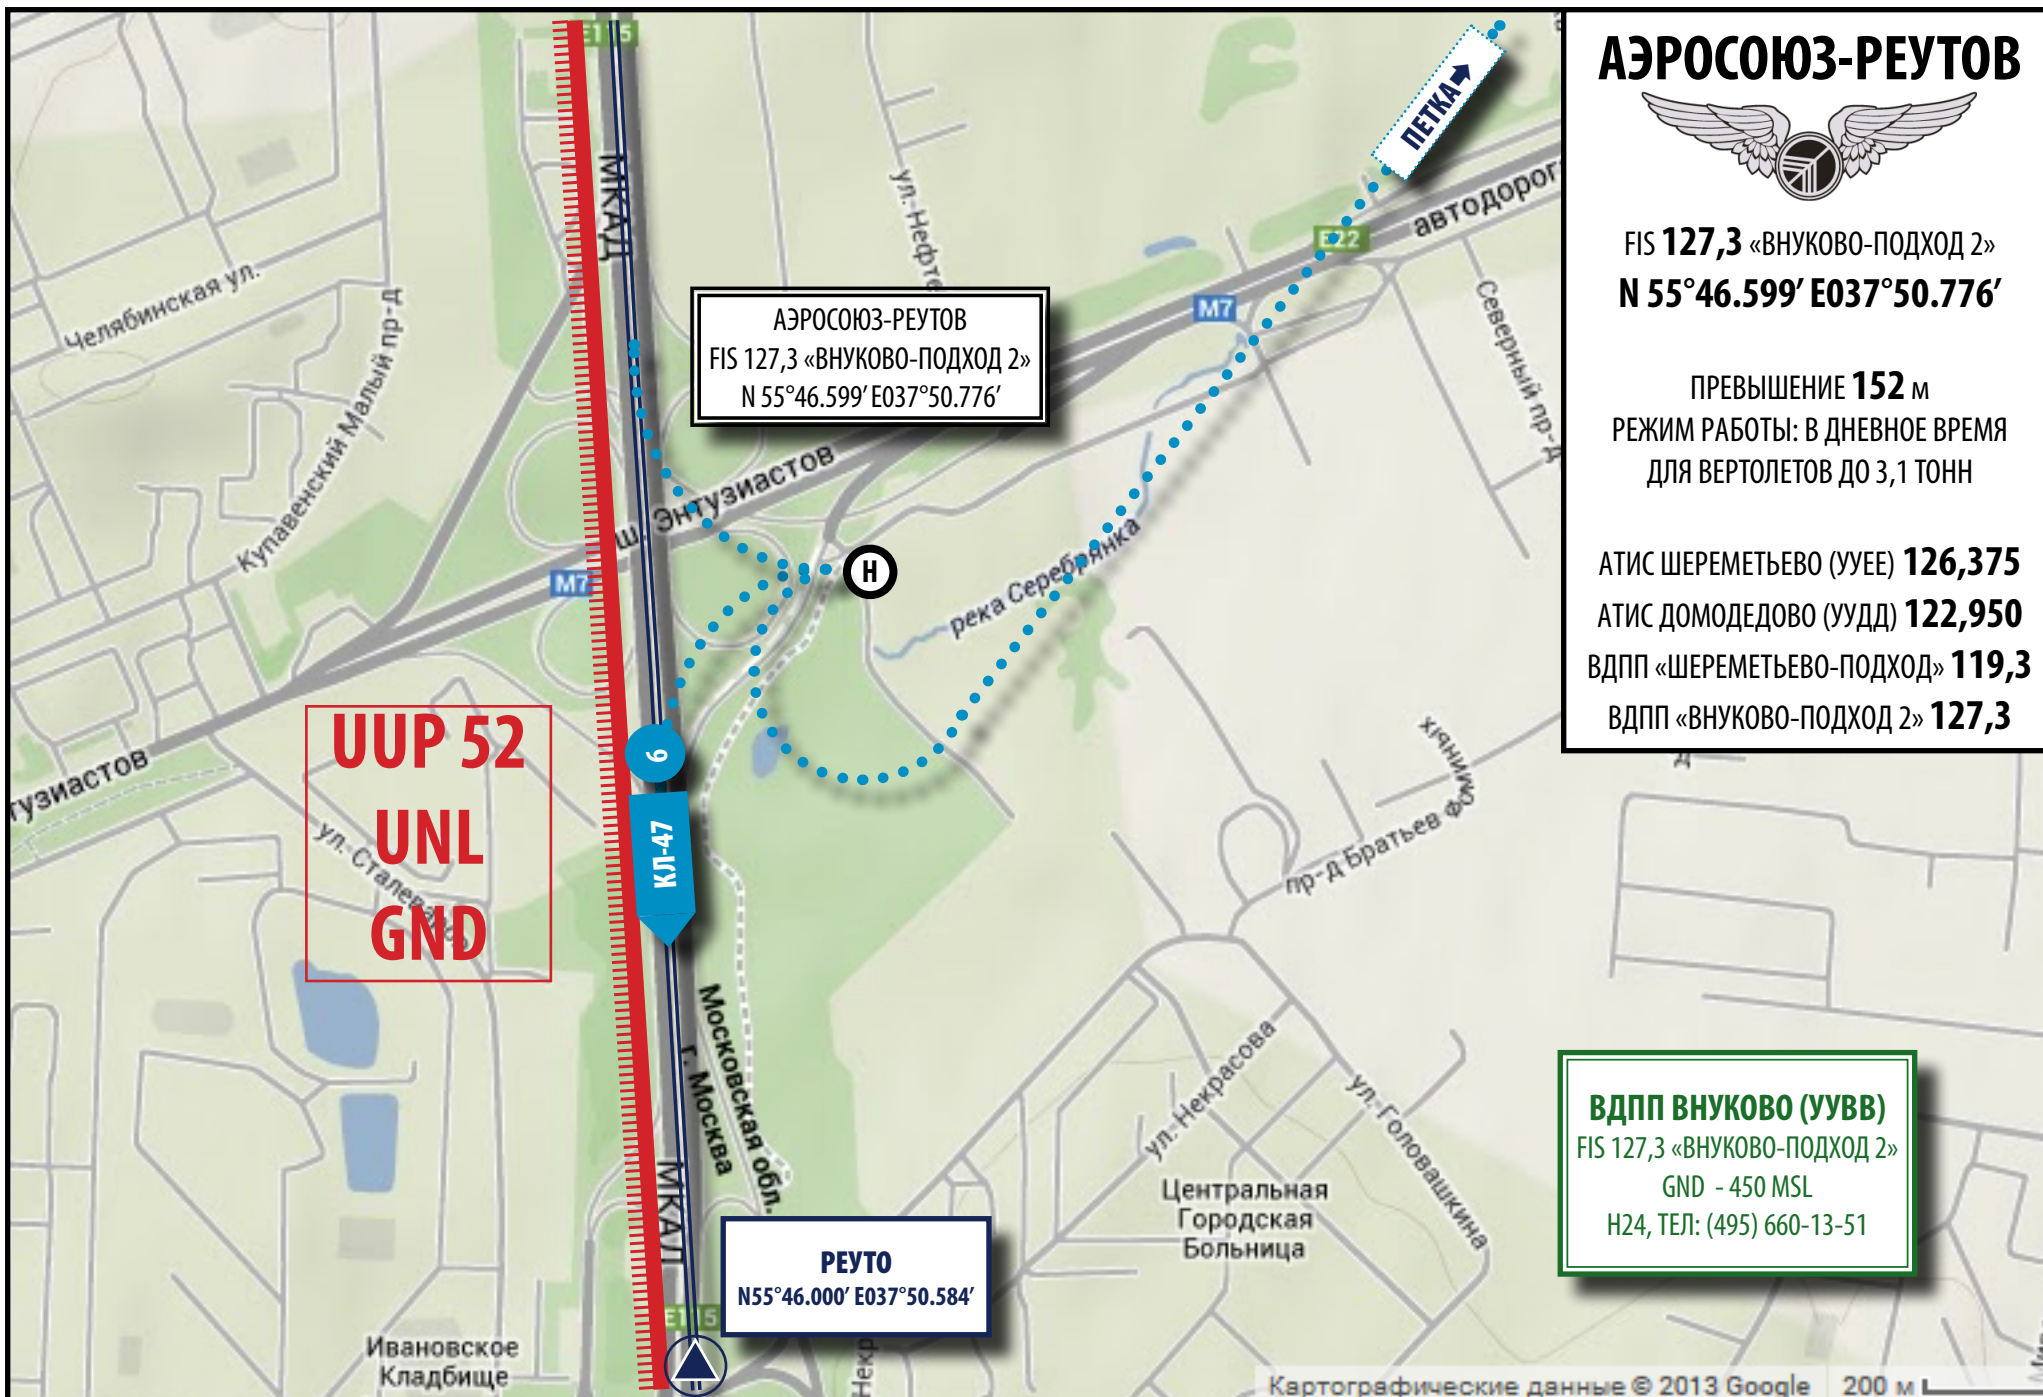 АЭРОСОЮЗ-РЕУТОВ
FIS 127,3 «ВНУКОВО-ПОДХОД 2»
N 55°46.599′ E037°50.776′
ПРЕВЫШЕНИЕ 152 м
РЕЖИМ РАБОТЫ: В ДНЕВНОЕ ВРЕМЯ
ДЛЯ ВЕРТОЛЕТОВ ДО 3,1 ТОНН
АТИС ШЕРЕМЕТЬЕВО (УУЕЕ) 126,375
АТИС ДОМОДЕДОВО (УУДД) 122,950
ВДПП «ШЕРЕМЕТЬЕВО-ПОДХОД» 119,3
ВДПП «ВНУКОВО-ПОДХОД 2» 127,3
ПЕТКА
E115
МКАД
ул. Нефте
E22
автодорог
M7
Северный пр-д
Челябинская ул.
Купавенский Малый пр-д
АЭРОСОЮЗ-РЕУТОВ
FIS 127,3 «ВНУКОВО-ПОДХОД 2»
N 55°46.599′ E037°50.776′
ш. Энтузиастов
M7
H
река Серебрянка
UUP 52
UNL
GND
6
КЛ-47
тузиастов
ул. Сталеваров
пр-д Братьев Фоминых
д
Московская обл.
г. Москва
МКАД
ул. Некрасова
ул. Головашкина
Центральная
Городская
Больница
ВДПП ВНУКОВО (УУВВ)
FIS 127,3 «ВНУКОВО-ПОДХОД 2»
GND - 450 MSL
H24, ТЕЛ: (495) 660-13-51
РЕУТО
N55°46.000′ E037°50.584′
E115
Ивановское
Кладбище
Некр
Картографические данные © 2013 Google
200 м